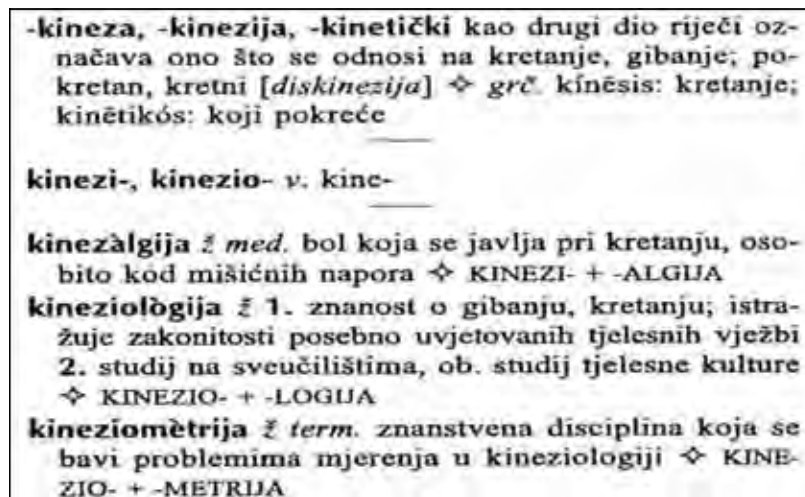 -kineza, -kinezija, -kinetički kao drugi dio riječi oz-
načava ono što se odnosi na kretanje, gibanje; po-
kretan, kretni [diskinezija] ✧ grč. kínēsis: kretanje;
kinētikós: koji pokreće
kinezi-, kinezio- v. kine-
kinezàlgija ž med. bol koja se javlja pri kretanju, oso-
bito kod mišićnih napora ✧ KINEZI- + -ALGIJA
kineziològija ž 1. znanost o gibanju, kretanju; istra-
žuje zakonitosti posebno uvjetovanih tjelesnih vježbi
2. studij na sveučilištima, ob. studij tjelesne kulture
✧ KINEZIO- + -LOGIJA
kineziomètrija ž term. znanstvena disciplina koja se
bavi problemima mjerenja u kineziologiji ✧ KINE-
ZIO- + -METRIJA